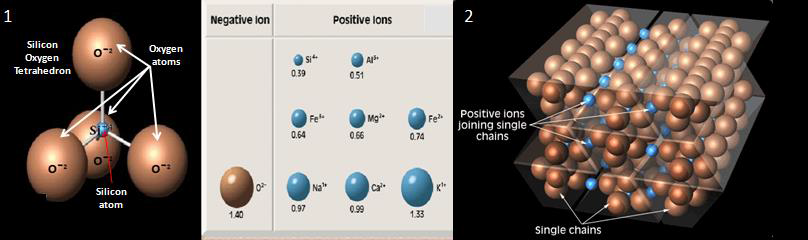 1
Silicon
Oxygen
Tetrahedron
Oxygen
atoms
O⁻²
Si
O⁻²
O⁻²
O⁻²
Silicon
atom
Negative Ion
Positive Ions
Si⁴⁺
0.39
Al³⁺
0.51
Fe³⁺
0.64
Mg²⁺
0.66
Fe²⁺
0.74
O²⁻
1.40
Na¹⁺
0.97
Ca²⁺
0.99
K¹⁺
1.33
2
Positive ions
joining single
chains
Single chains